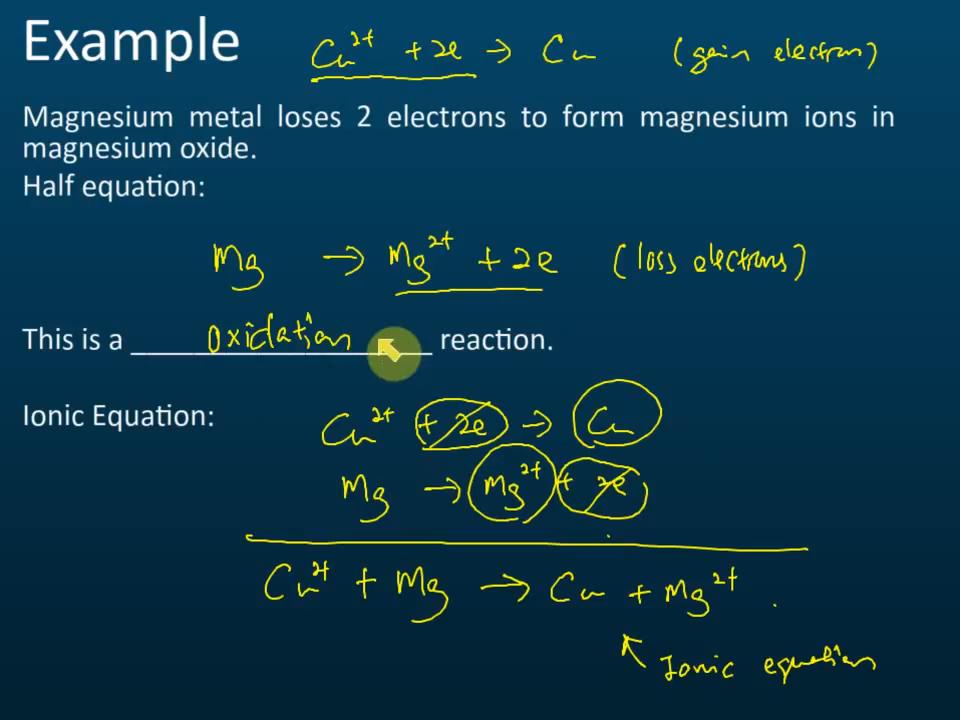 Example Cu²⁺ + 2e → Cu (gain electron)
Magnesium metal loses 2 electrons to form magnesium ions in
magnesium oxide.
Half equation:
Mg → Mg²⁺ + 2e (loss electrons)
This is a ____oxidation____ reaction.
Ionic Equation: Cu²⁺ + 2e → Cu
Mg → Mg²⁺ + 2e
Cu²⁺ + Mg → Cu + Mg²⁺ .
Ionic equation